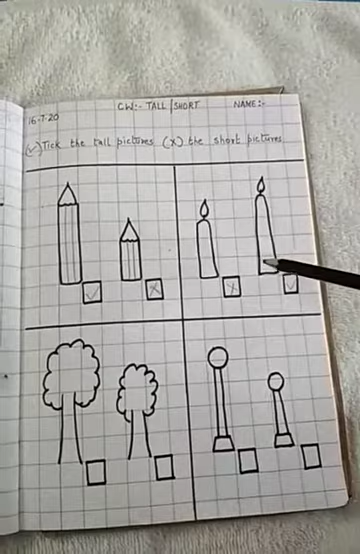 CW:- TALL/SHORT NAME:-
16-7-20
(✓) Tick the tall pictures (x) the short pictures